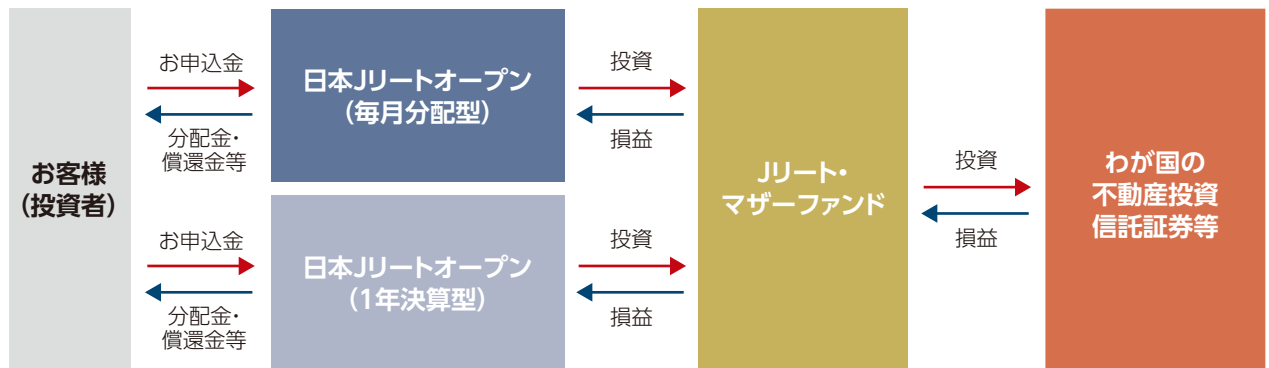 お客様
（投資者）
お申込金
分配金・
償還金等
日本Jリートオープン
（毎月分配型）
投資
損益
お申込金
分配金・
償還金等
日本Jリートオープン
（1年決算型）
投資
損益
Jリート・
マザーファンド
投資
損益
わが国の
不動産投資
信託証券等